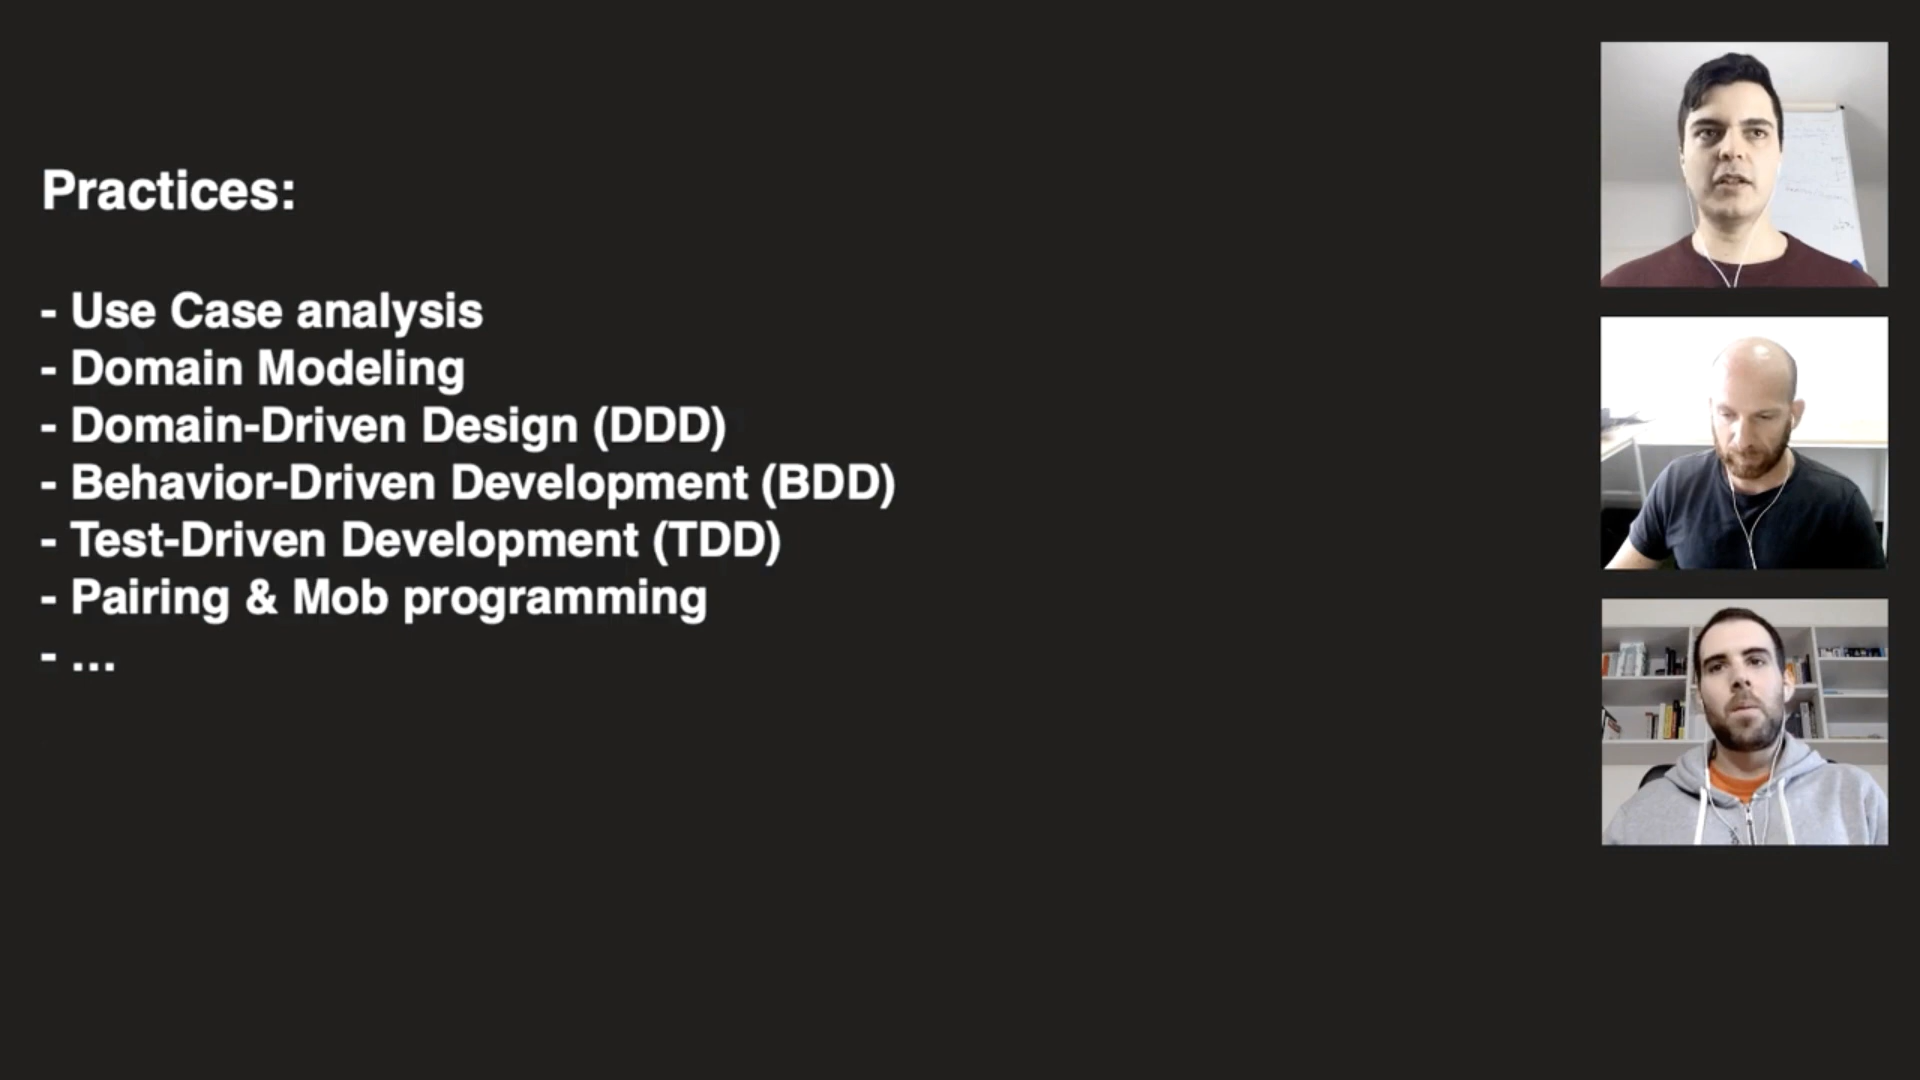 Practices:
- Use Case analysis
- Domain Modeling
- Domain-Driven Design (DDD)
- Behavior-Driven Development (BDD)
- Test-Driven Development (TDD)
- Pairing & Mob programming
- ...